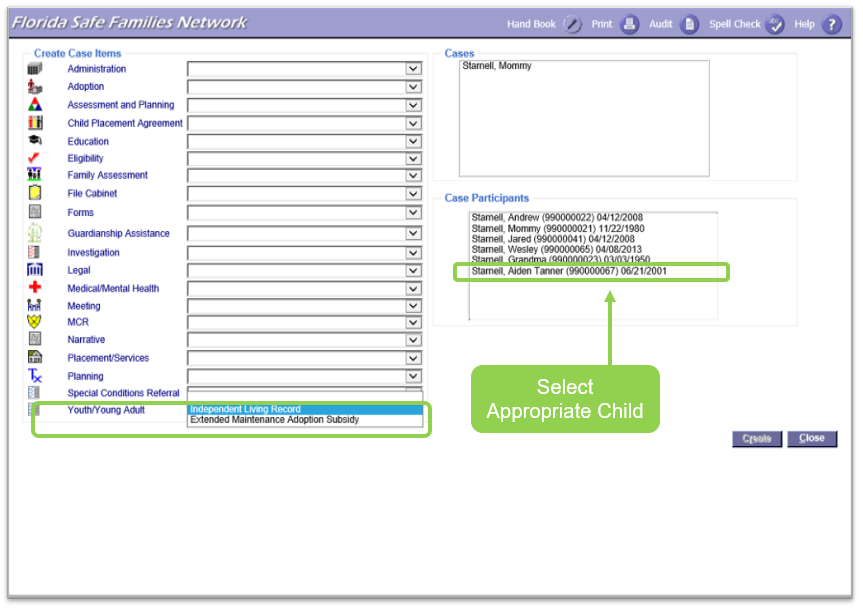 Florida Safe Families Network
Hand Book Print Audit Spell Check Help ?
Create Case Items
Administration
Adoption
Assessment and Planning
Child Placement Agreement
Education
Eligibility
Family Assessment
File Cabinet
Forms
Guardianship Assistance
Investigation
Legal
Medical/Mental Health
Meeting
MCR
Narrative
Placement/Services
Planning
Special Conditions Referral
Youth/Young Adult
Independent Living Record
Extended Maintenance Adoption Subsidy
Cases
Starnell, Mommy
Case Participants
Starnell, Andrew (990000022) 04/12/2008
Starnell, Mommy (990000021) 11/22/1980
Starnell, Jared (990000041) 04/12/2008
Starnell, Wesley (990000065) 04/08/2013
Starnell, Grandma (990000023) 03/03/1950
Starnell, Aiden Tanner (990000067) 06/21/2001
Select
Appropriate Child
Create Close